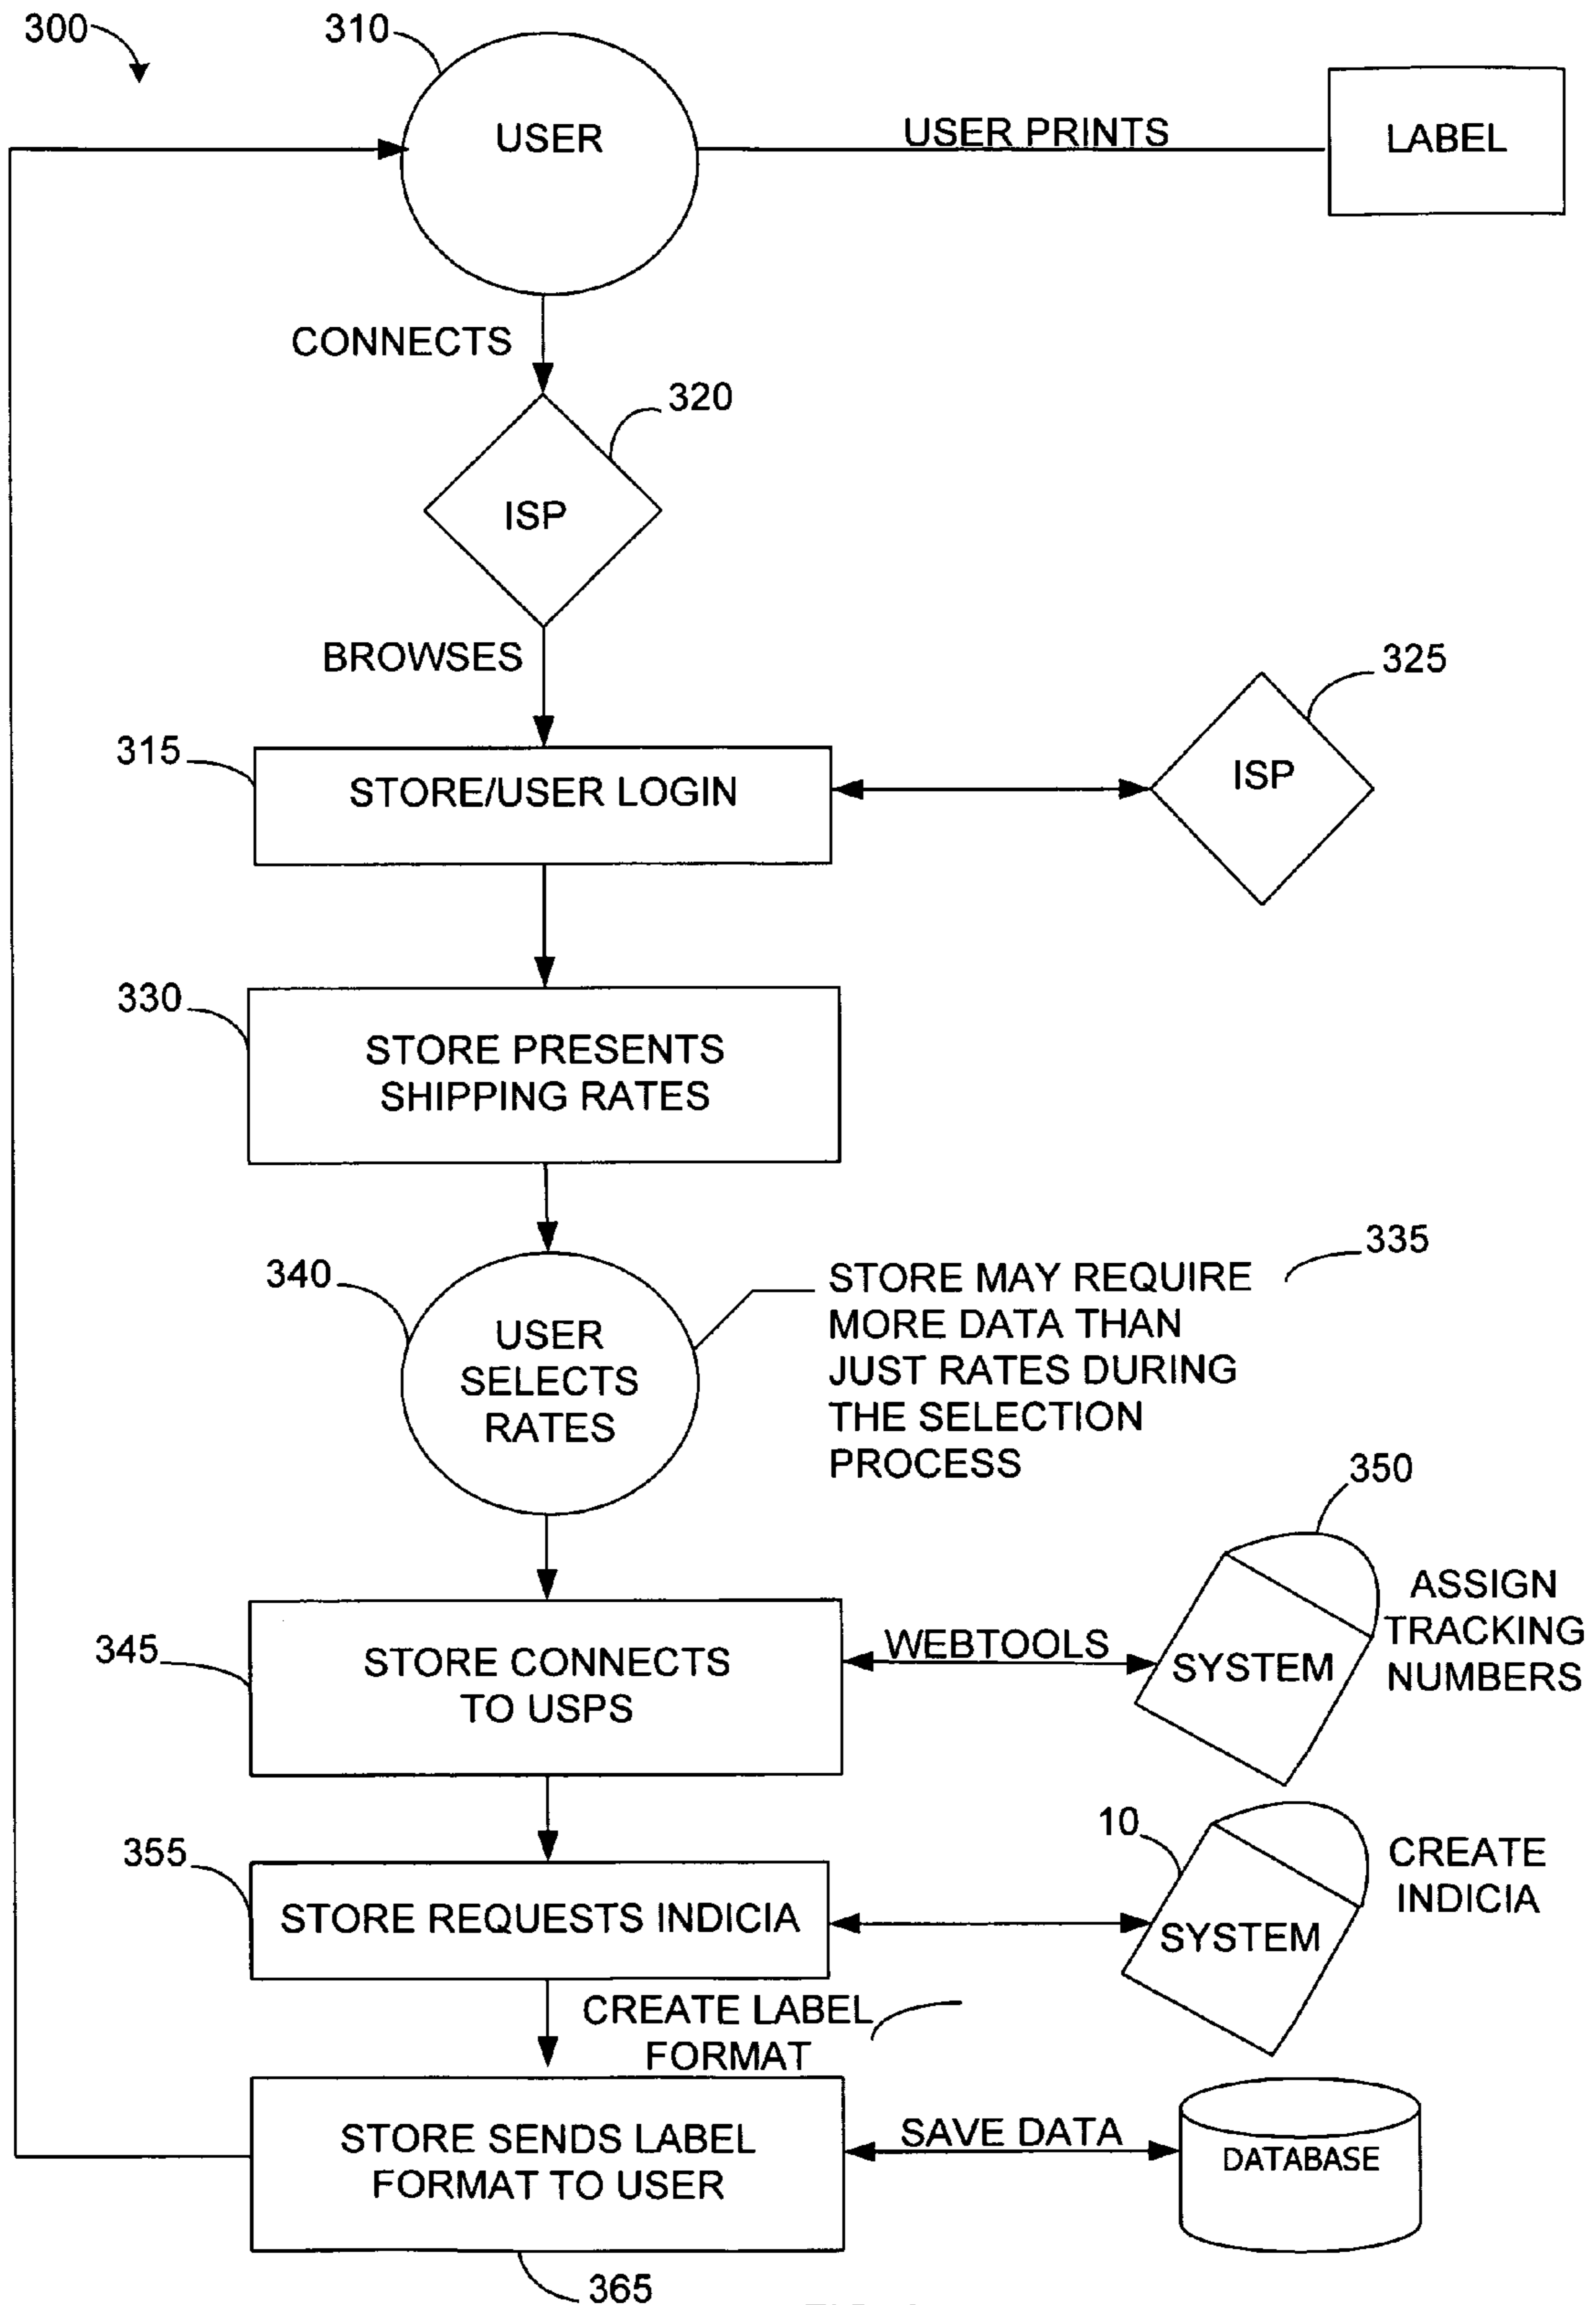 300
310
USER
USER PRINTS
LABEL
CONNECTS
320
ISP
BROWSES
325
315
STORE/USER LOGIN
ISP
330
STORE PRESENTS
SHIPPING RATES
335
340
STORE MAY REQUIRE
MORE DATA THAN
JUST RATES DURING
THE SELECTION
PROCESS
USER
SELECTS
RATES
350
ASSIGN
TRACKING
NUMBERS
345
STORE CONNECTS
TO USPS
WEBTOOLS
SYSTEM
10
CREATE
INDICIA
355
STORE REQUESTS INDICIA
SYSTEM
CREATE LABEL
FORMAT
STORE SENDS LABEL
FORMAT TO USER
SAVE DATA
DATABASE
365